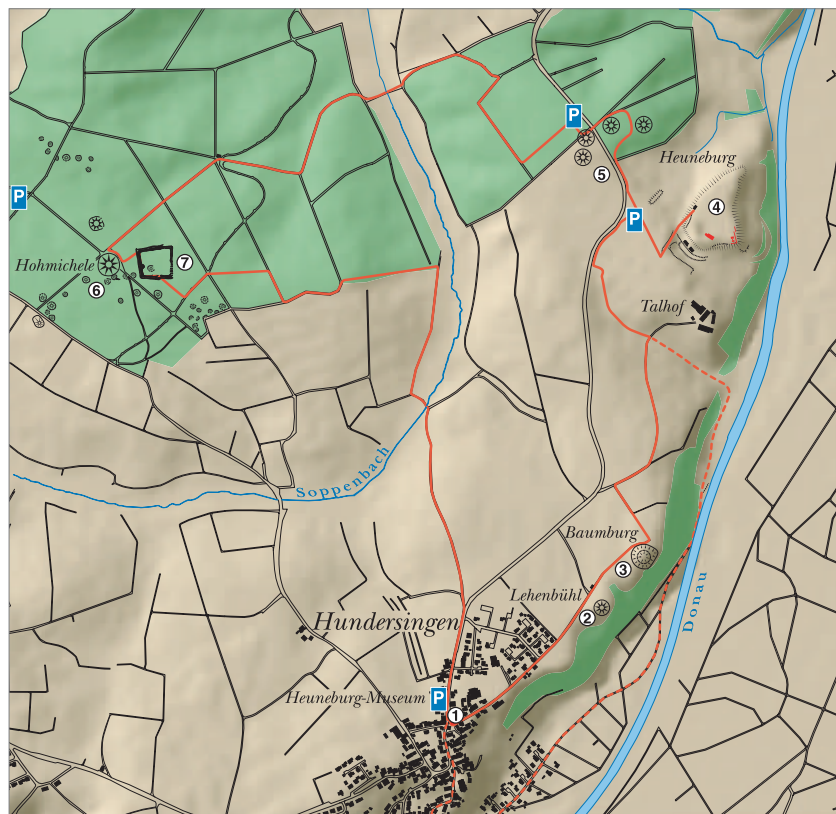 P
P
Heuneburg
5
4
P
P
Hohmichele
7
6
Talhof
Soppenbach
Baumburg
3
Lehenbühl
2
Donau
Hundersingen
Heuneburg-Museum
P
1